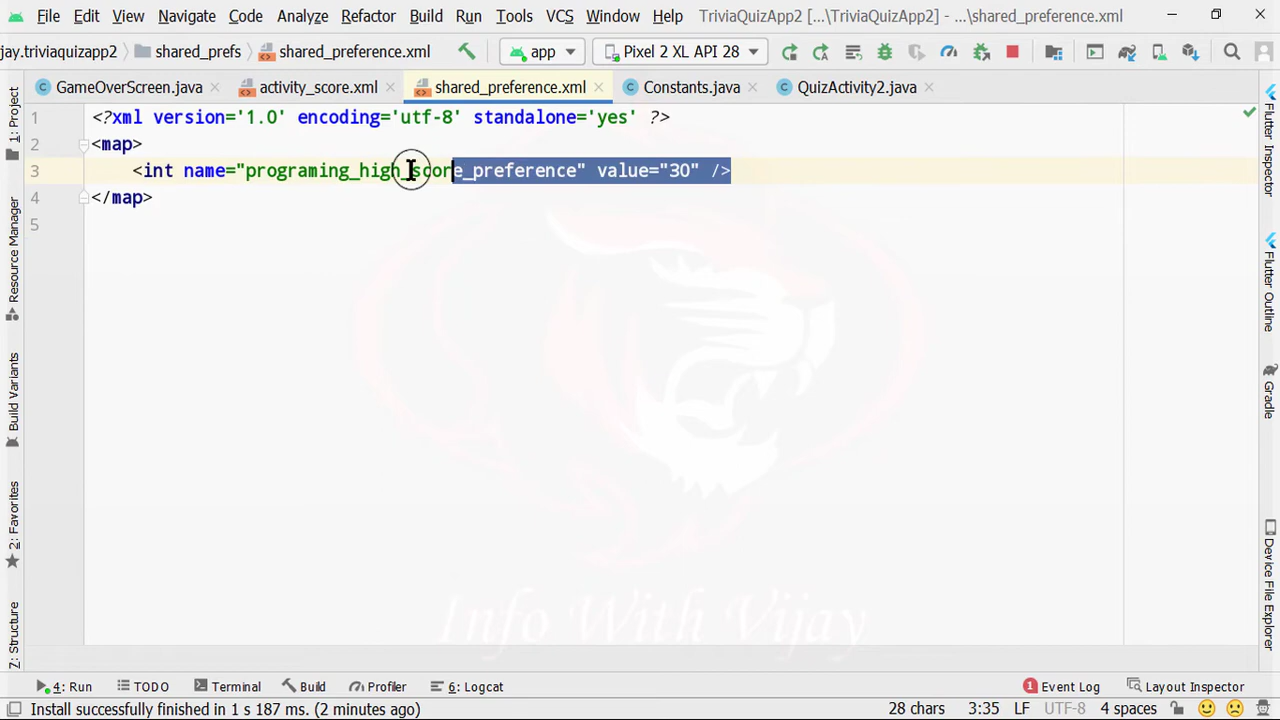 File Edit View Navigate Code Analyze Refactor Build Run Tools VCS Window Help TriviaQuizApp2 [...\TriviaQuizApp2] - ...\shared_preference.xml
jay.triviaquizapp2 shared_prefs shared_preference.xml app Pixel 2 XL API 28
GameOverScreen.java activity_score.xml shared_preference.xml Constants.java QuizActivity2.java
1 <?xml version='1.0' encoding='utf-8' standalone='yes' ?>
2 <map>
3 <int name="programing_high_score_preference" value="30" />
4 </map>
5
1: Project
Resource Manager
Build Variants
2: Favorites
Z: Structure
Flutter Inspector
Flutter Outline
Gradle
Device File Explorer
Info With Vijay
4: Run TODO Terminal Build Profiler 6: Logcat 1 Event Log Layout Inspector
Install successfully finished in 1 s 187 ms. (2 minutes ago) 28 chars 3:35 LF UTF-8 4 spaces